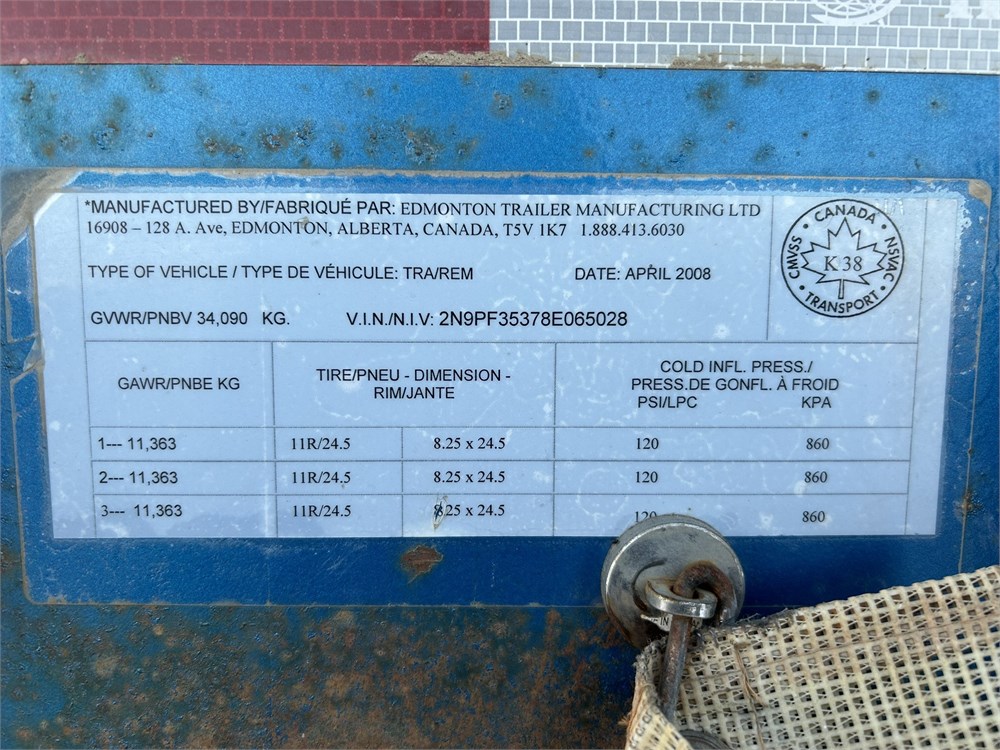 *MANUFACTURED BY/FABRIQUÉ PAR: EDMONTON TRAILER MANUFACTURING LTD
16908 – 128 A. Ave, EDMONTON, ALBERTA, CANADA, T5V 1K7 1.888.413.6030
TYPE OF VEHICLE / TYPE DE VÉHICULE: TRA/REM DATE: APRIL 2008
CANADA
CMVSS K 38 NSVAC
TRANSPORT
GVWR/PNBV 34,090 KG. V.I.N./N.I.V: 2N9PF35378E065028
GAWR/PNBE KG
TIRE/PNEU - DIMENSION -
RIM/JANTE
COLD INFL. PRESS./
PRESS.DE GONFL. À FROID
PSI/LPC KPA
1--- 11,363 11R/24.5 8.25 x 24.5 120 860
2--- 11,363 11R/24.5 8.25 x 24.5 120 860
3--- 11,363 11R/24.5 8.25 x 24.5 120 860